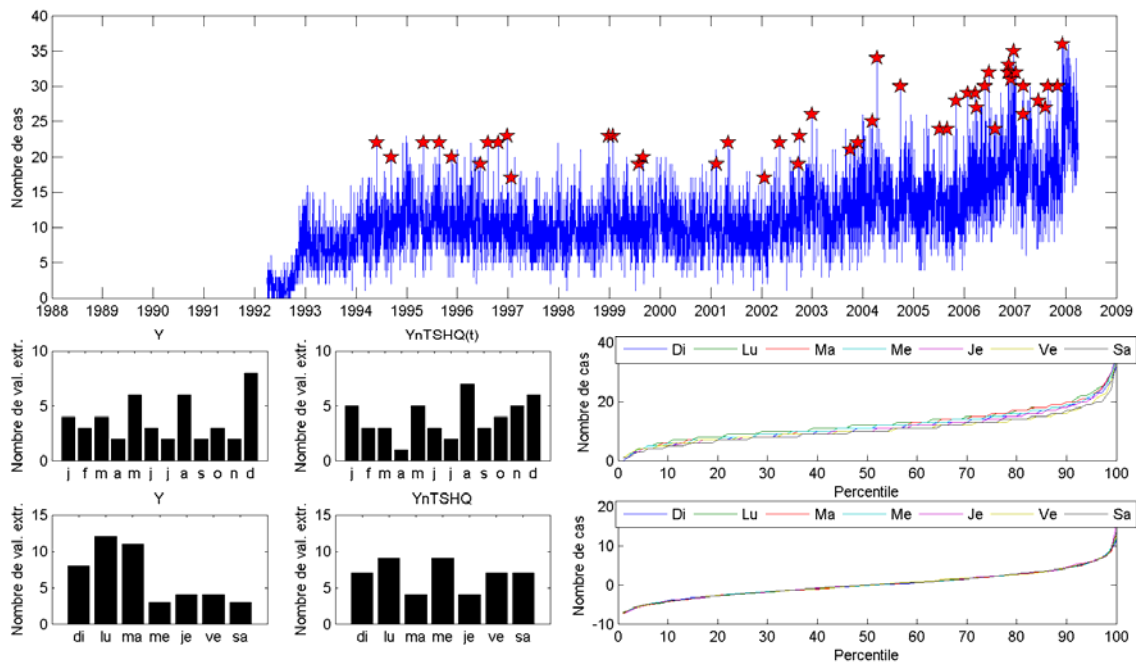 Nombre de cas
40
35
30
25
20
15
10
5
0
1988 1989 1990 1991 1992 1993 1994 1995 1996 1997 1998 1999 2000 2001 2002 2003 2004 2005 2006 2007 2008 2009
Y
Nombre de val. extr.
10
5
0
j f m a m j j a s o n d
YnTSHQ(t)
Nombre de val. extr.
10
5
0
j f m a m j j a s o n d
Di Lu Ma Me Je Ve Sa
Nombre de cas
40
20
0
0 10 20 30 40 50 60 70 80 90 100
Percentile
Y
Nombre de val. extr.
15
10
5
0
di lu ma me je ve sa
YnTSHQ
Nombre de val. extr.
15
10
5
0
di lu ma me je ve sa
Di Lu Ma Me Je Ve Sa
Nombre de cas
20
10
0
-10
0 10 20 30 40 50 60 70 80 90 100
Percentile